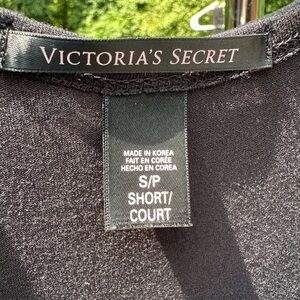 VICTORIA'S SECRET
MADE IN KOREA
FAIT EN CORÉE
HECHO EN COREA
S/P
SHORT/
COURT